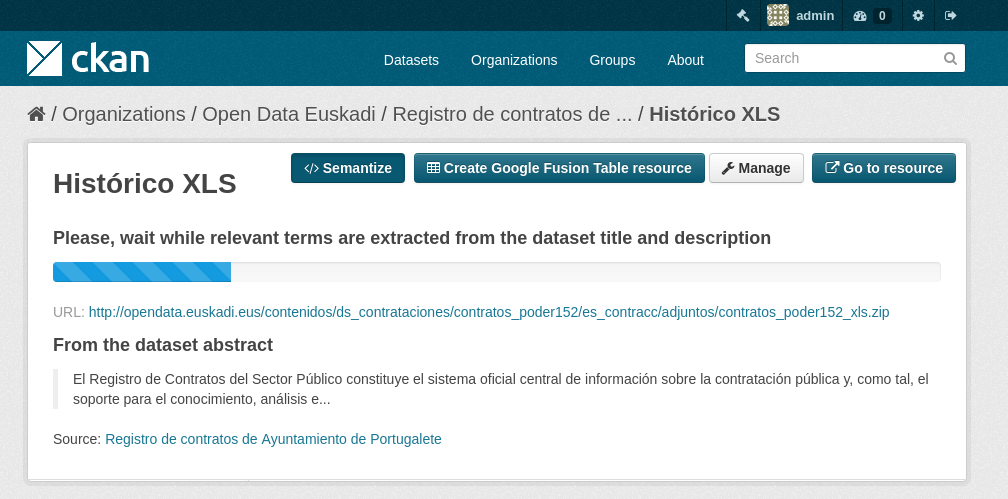 admin 0
ckan Datasets Organizations Groups About Search
/ Organizations / Open Data Euskadi / Registro de contratos de ... / Histórico XLS
Semantize Create Google Fusion Table resource Manage Go to resource
Histórico XLS
Please, wait while relevant terms are extracted from the dataset title and description
URL: http://opendata.euskadi.eus/contenidos/ds_contrataciones/contratos_poder152/es_contracc/adjuntos/contratos_poder152_xls.zip
From the dataset abstract
El Registro de Contratos del Sector Público constituye el sistema oficial central de información sobre la contratación pública y, como tal, el
soporte para el conocimiento, análisis e...
Source: Registro de contratos de Ayuntamiento de Portugalete